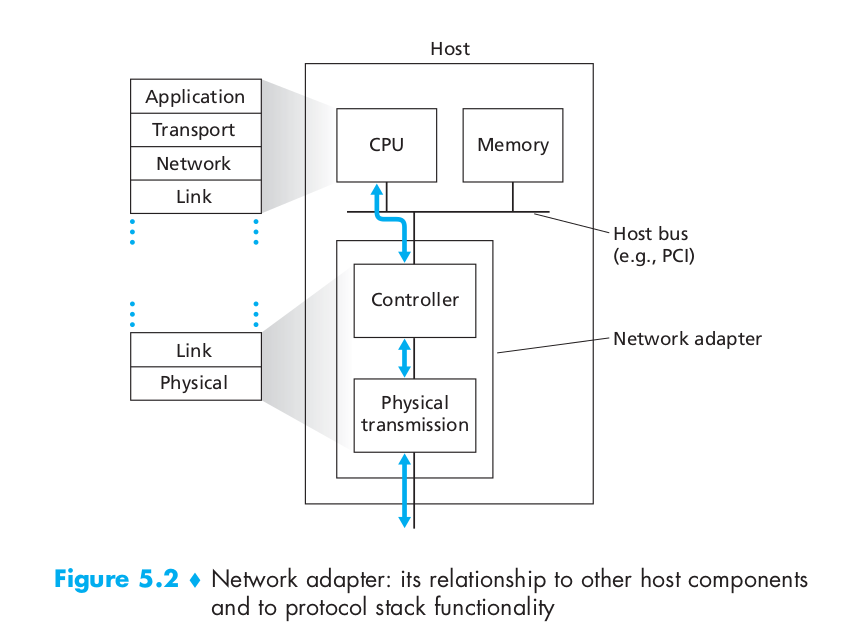 Host
Application
Transport
Network
Link
CPU
Memory
Host bus
(e.g., PCI)
Controller
Network adapter
Link
Physical
Physical
transmission
Figure 5.2 ♦ Network adapter: its relationship to other host components
and to protocol stack functionality